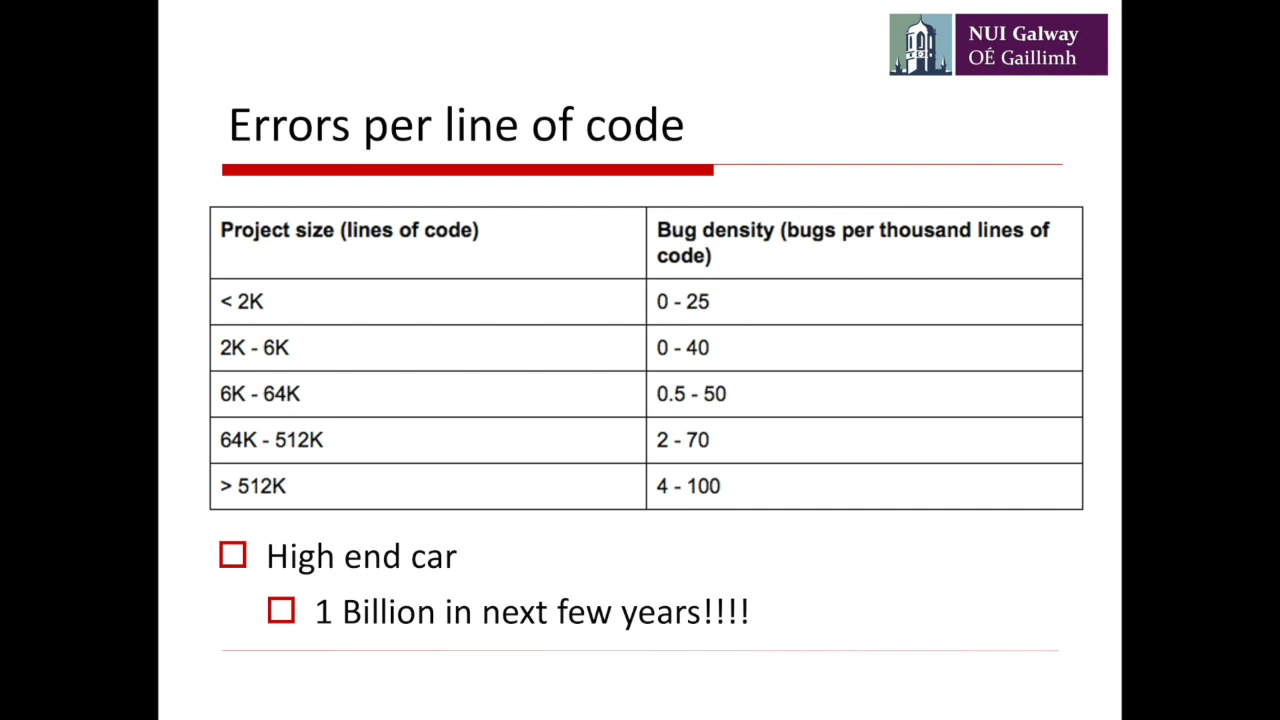 NUI Galway
OÉ Gaillimh
Errors per line of code
Project size (lines of code)
Bug density (bugs per thousand lines of
code)
< 2K
0 - 25
2K - 6K
0 - 40
6K - 64K
0.5 - 50
64K - 512K
2 - 70
> 512K
4 - 100
High end car
1 Billion in next few years!!!!